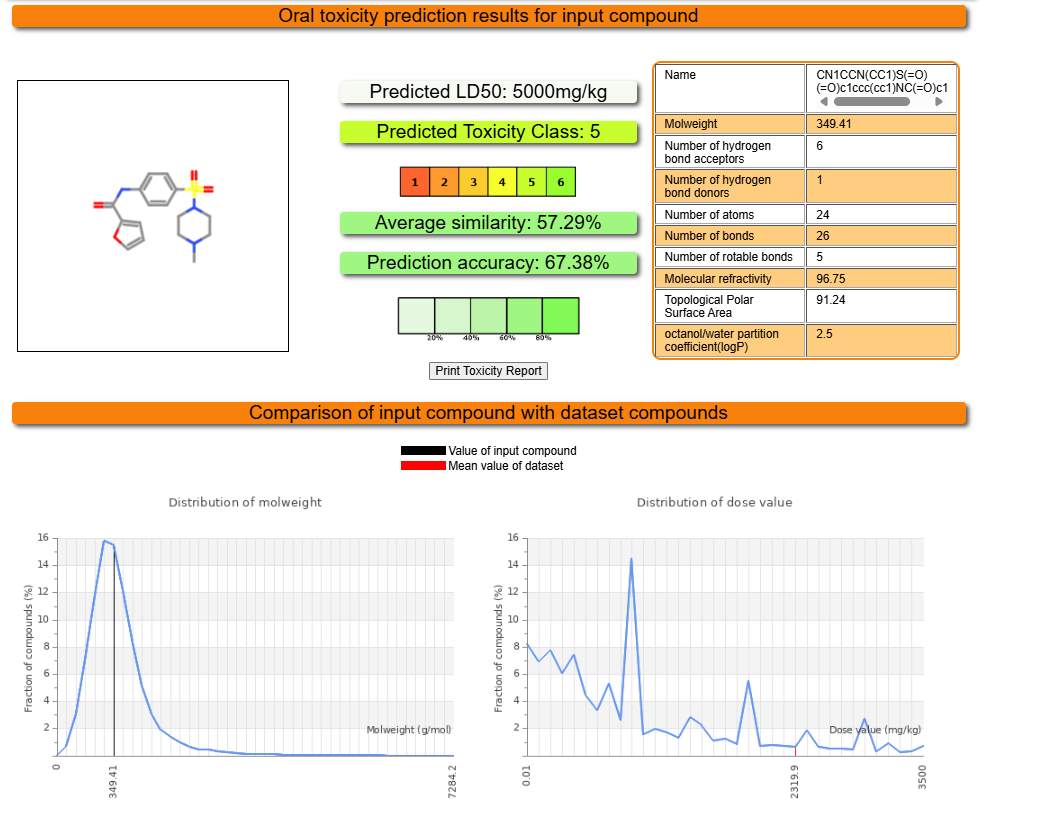 Oral toxicity prediction results for input compound
Predicted LD50: 5000mg/kg
Predicted Toxicity Class: 5
1 2 3 4 5 6
Average similarity: 57.29%
Prediction accuracy: 67.38%
20% 40% 60% 80%
Print Toxicity Report
Name CN1CCN(CC1)S(=O)
(=O)c1ccc(cc1)NC(=O)c1
Molweight 349.41
Number of hydrogen 6
bond acceptors
Number of hydrogen 1
bond donors
Number of atoms 24
Number of bonds 26
Number of rotable bonds 5
Molecular refractivity 96.75
Topological Polar 91.24
Surface Area
octanol/water partition 2.5
coefficient(logP)
Comparison of input compound with dataset compounds
Value of input compound
Mean value of dataset
Distribution of molweight
Fraction of compounds (%)
16
14
12
10
8
6
4
2
Molweight (g/mol)
0 349.41 7284.2
Distribution of dose value
Fraction of compounds (%)
16
14
12
10
8
6
4
2
Dose value (mg/kg)
0.01 2319.9 3500